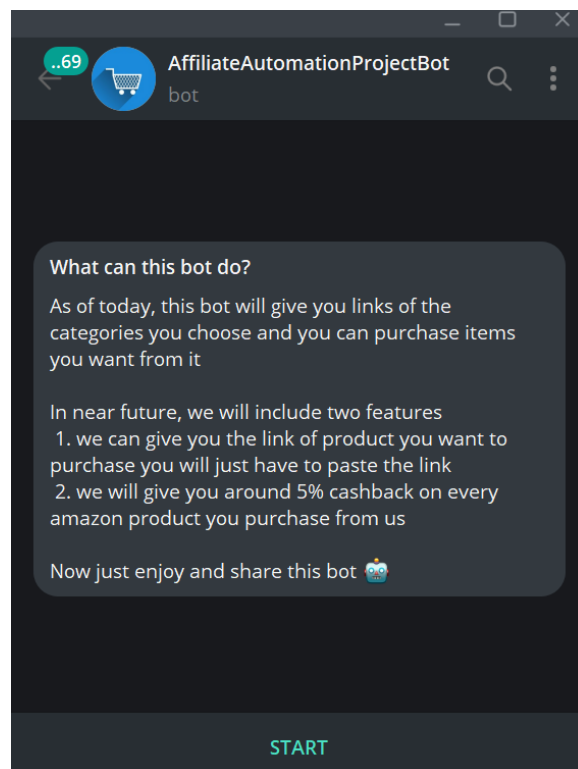 ..69
AffiliateAutomationProjectBot
bot
What can this bot do?
As of today, this bot will give you links of the
categories you choose and you can purchase items
you want from it
In near future, we will include two features
1. we can give you the link of product you want to
purchase you will just have to paste the link
2. we will give you around 5% cashback on every
amazon product you purchase from us
Now just enjoy and share this bot 🤖
START